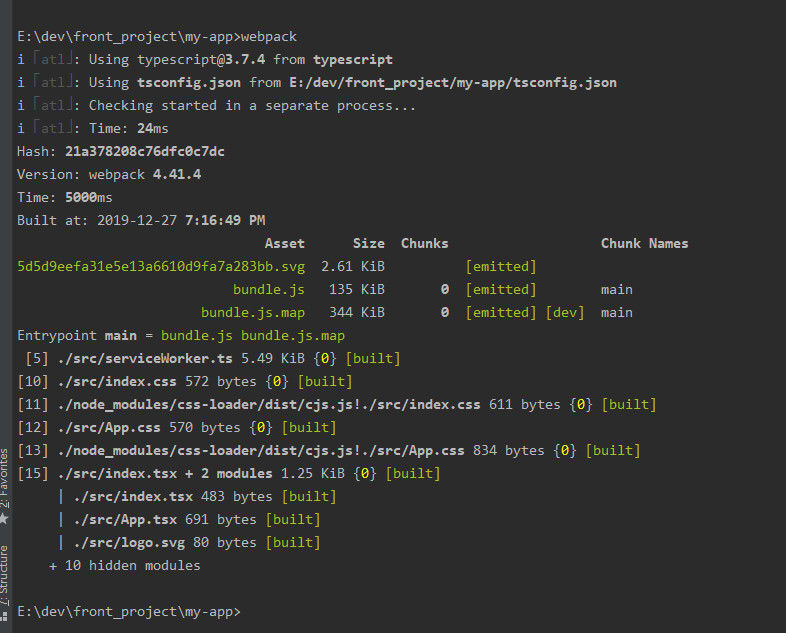 E:\dev\front_project\my-app>webpack
i ｢atl｣: Using typescript@3.7.4 from typescript
i ｢atl｣: Using tsconfig.json from E:/dev/front_project/my-app/tsconfig.json
i ｢atl｣: Checking started in a separate process...
i ｢atl｣: Time: 24ms
Hash: 21a378208c76dfc0c7dc
Version: webpack 4.41.4
Time: 5000ms
Built at: 2019-12-27 7:16:49 PM
Asset Size Chunks Chunk Names
5d5d9eefa31e5e13a6610d9fa7a283bb.svg 2.61 KiB [emitted]
bundle.js 135 KiB 0 [emitted] main
bundle.js.map 344 KiB 0 [emitted] [dev] main
Entrypoint main = bundle.js bundle.js.map
[5] ./src/serviceWorker.ts 5.49 KiB {0} [built]
[10] ./src/index.css 572 bytes {0} [built]
[11] ./node_modules/css-loader/dist/cjs.js!./src/index.css 611 bytes {0} [built]
[12] ./src/App.css 570 bytes {0} [built]
[13] ./node_modules/css-loader/dist/cjs.js!./src/App.css 834 bytes {0} [built]
[15] ./src/index.tsx + 2 modules 1.25 KiB {0} [built]
| ./src/index.tsx 483 bytes [built]
| ./src/App.tsx 691 bytes [built]
| ./src/logo.svg 80 bytes [built]
+ 10 hidden modules
E:\dev\front_project\my-app>
2: Favorites
7: Structure